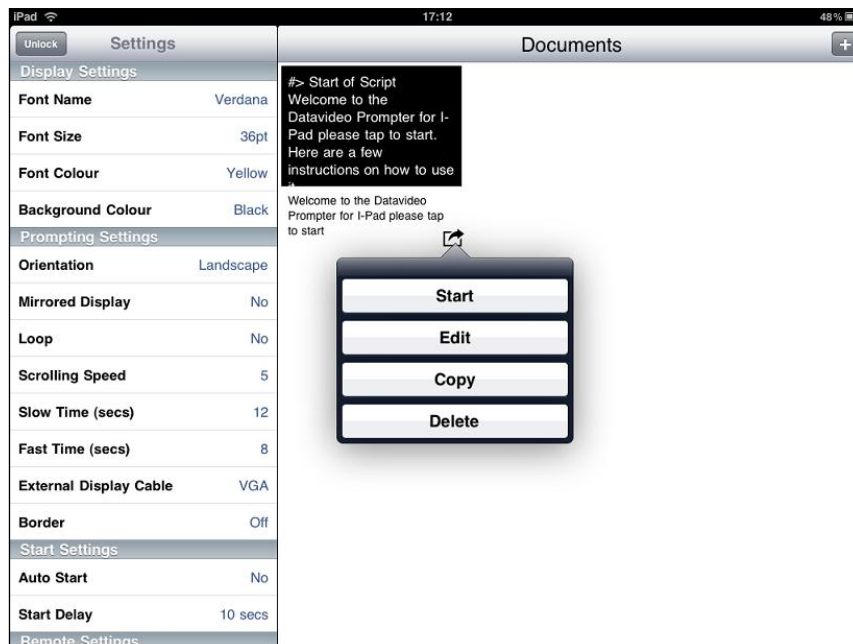 iPad 17:12 48%
Unlock Settings
Documents
+
Display Settings
Font Name Verdana
Font Size 36pt
Font Colour Yellow
Background Colour Black
Prompting Settings
Orientation Landscape
Mirrored Display No
Loop No
Scrolling Speed 5
Slow Time (secs) 12
Fast Time (secs) 8
External Display Cable VGA
Border Off
Start Settings
Auto Start No
Start Delay 10 secs
Remote Settings
#> Start of Script
Welcome to the
Datavideo Prompter for I-
Pad please tap to start.
Here are a few
instructions on how to use
Welcome to the Datavideo
Prompter for I-Pad please tap
to start
Start
Edit
Copy
Delete